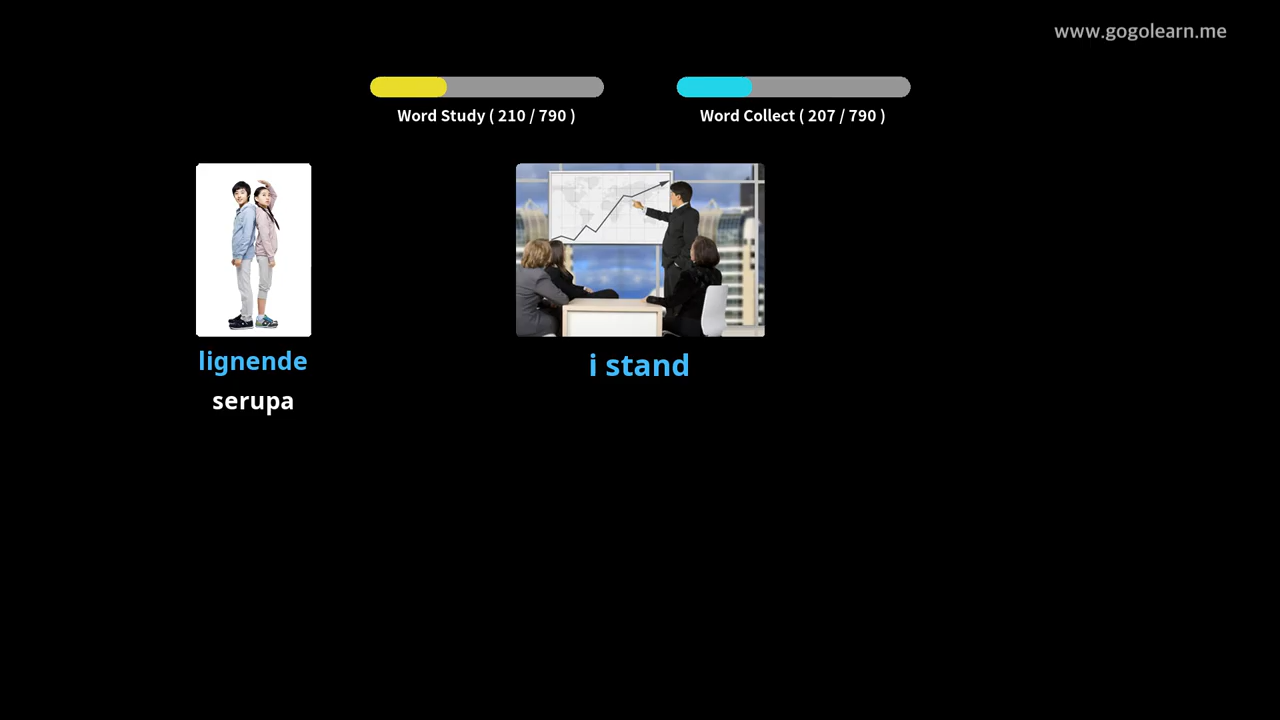 www.gogolearn.me
Word Study ( 210 / 790 )
Word Collect ( 207 / 790 )
lignende
serupa
i stand